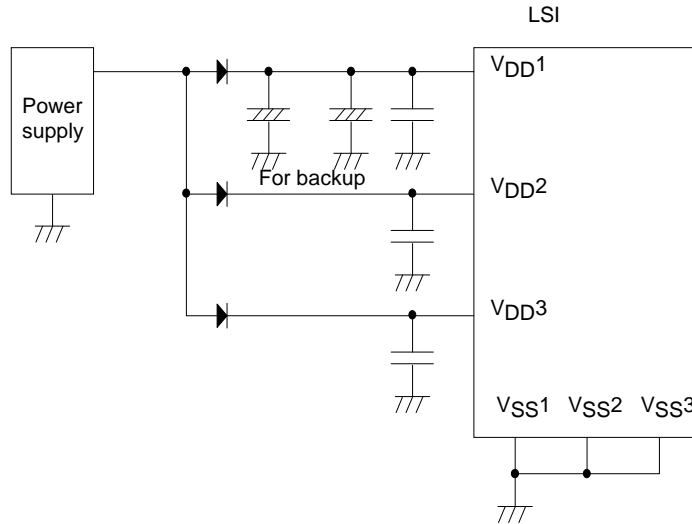 LSI
Power
supply
VDD1
For backup
VDD2
VDD3
VSS1 VSS2 VSS3